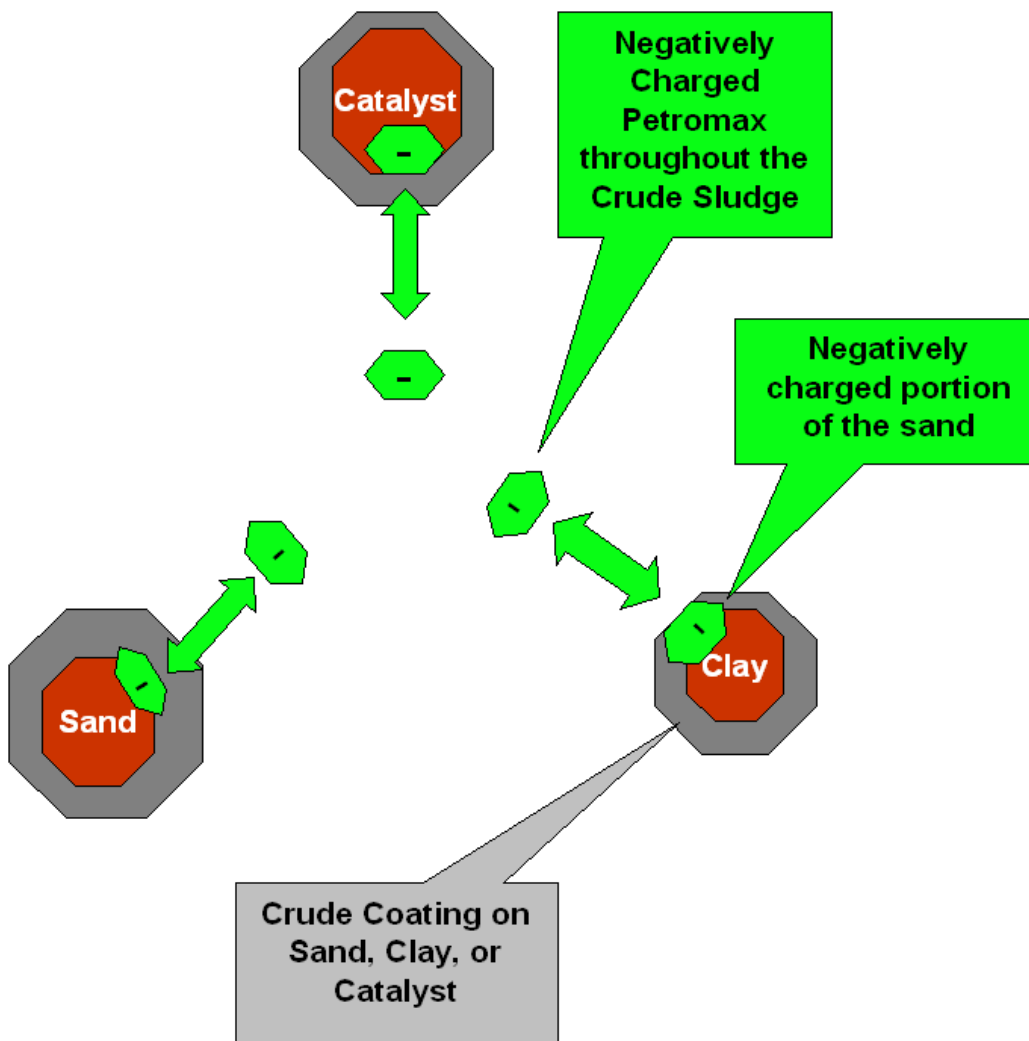 Catalyst
-
Negatively
Charged
Petromax
throughout the
Crude Sludge
-
Negatively
charged portion
of the sand
-
-
-
Clay
-
Sand
Crude Coating on
Sand, Clay, or
Catalyst